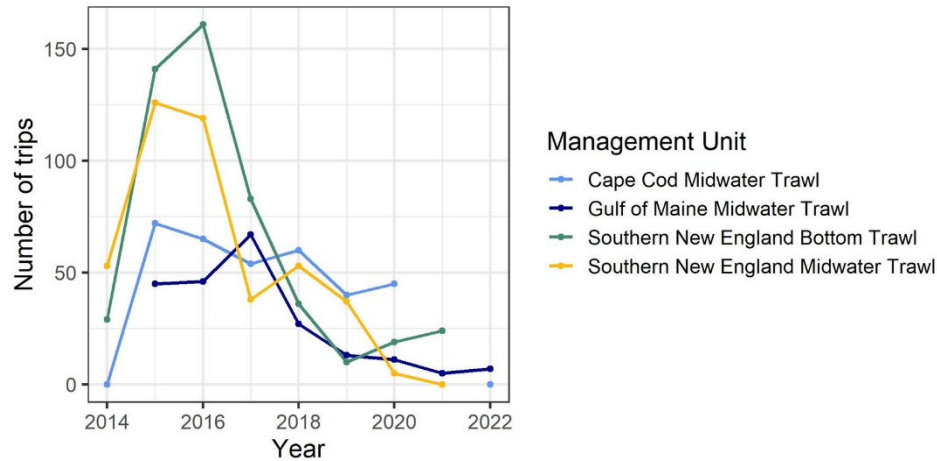 Number of trips
150
100
50
0
2014
2016
2018
2020
2022
Year
Management Unit
Cape Cod Midwater Trawl
Gulf of Maine Midwater Trawl
Southern New England Bottom Trawl
Southern New England Midwater Trawl